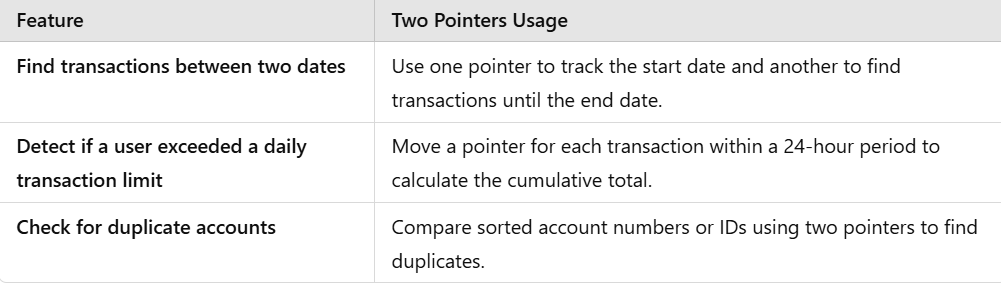 Feature
Two Pointers Usage
Find transactions between two dates
Use one pointer to track the start date and another to find
transactions until the end date.
Detect if a user exceeded a daily
transaction limit
Move a pointer for each transaction within a 24-hour period to
calculate the cumulative total.
Check for duplicate accounts
Compare sorted account numbers or IDs using two pointers to find
duplicates.